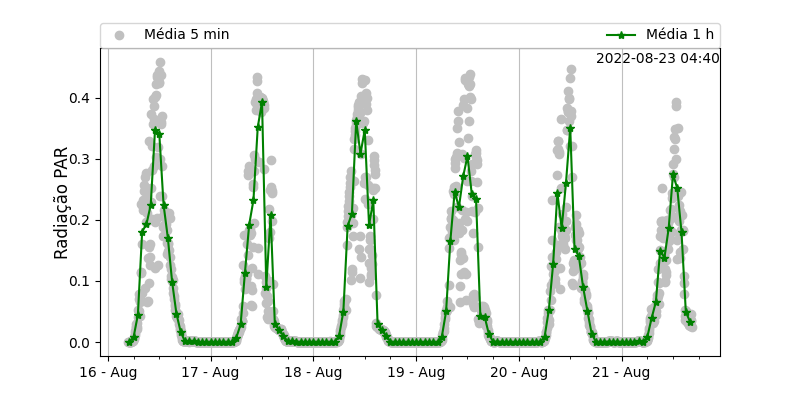 Média 5 min
Média 1 h
2022-08-23 04:40
Radiação PAR
0.4
0.3
0.2
0.1
0.0
16 - Aug
17 - Aug
18 - Aug
19 - Aug
20 - Aug
21 - Aug